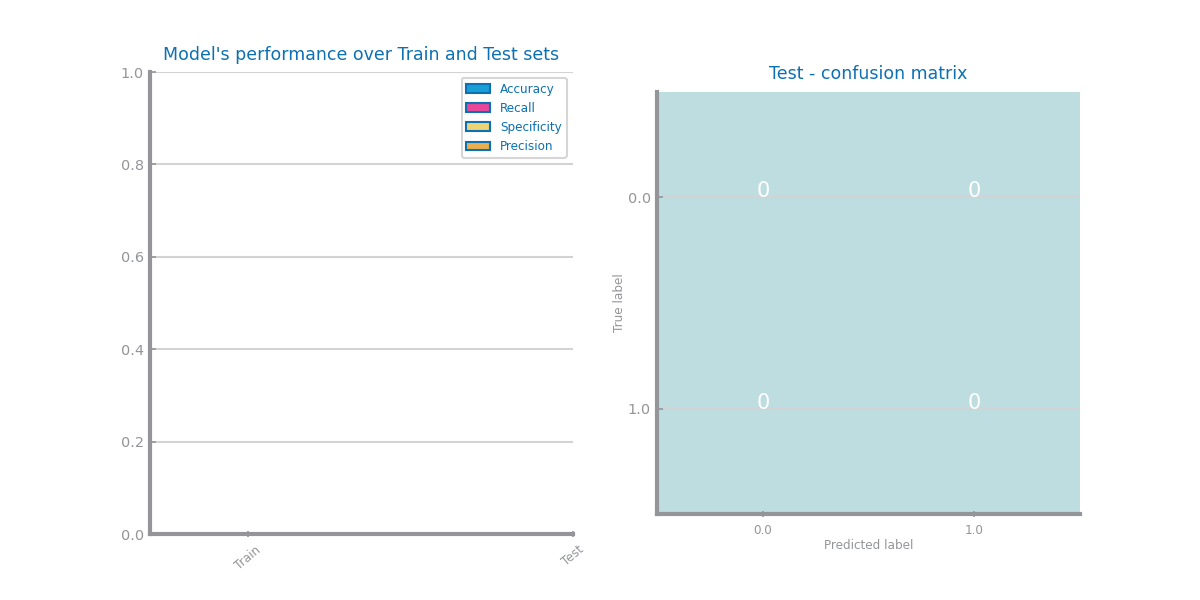 Model's performance over Train and Test sets
1.0
0.8
0.6
0.4
0.2
0.0
Accuracy
Recall
Specificity
Precision
Train
Test
Test - confusion matrix
True label
0.0
0 0
1.0
0 0
0.0 1.0
Predicted label